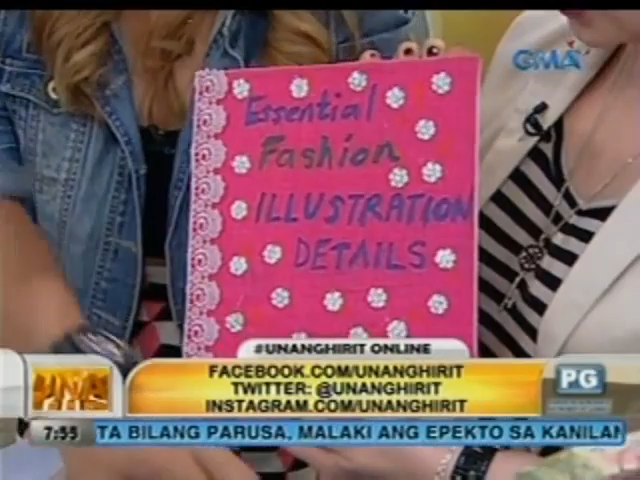 GMA
Essential
Fashion
ILLUSTRATION
DETAILS
#UNANGHIRIT ONLINE
FACEBOOK.COM/UNANGHIRIT
TWITTER: @UNANGHIRIT
INSTAGRAM.COM/UNANGHIRIT
UNA
PG
7:55
TA BILANG PARUSA, MALAKI ANG EPEKTO SA KANILAN